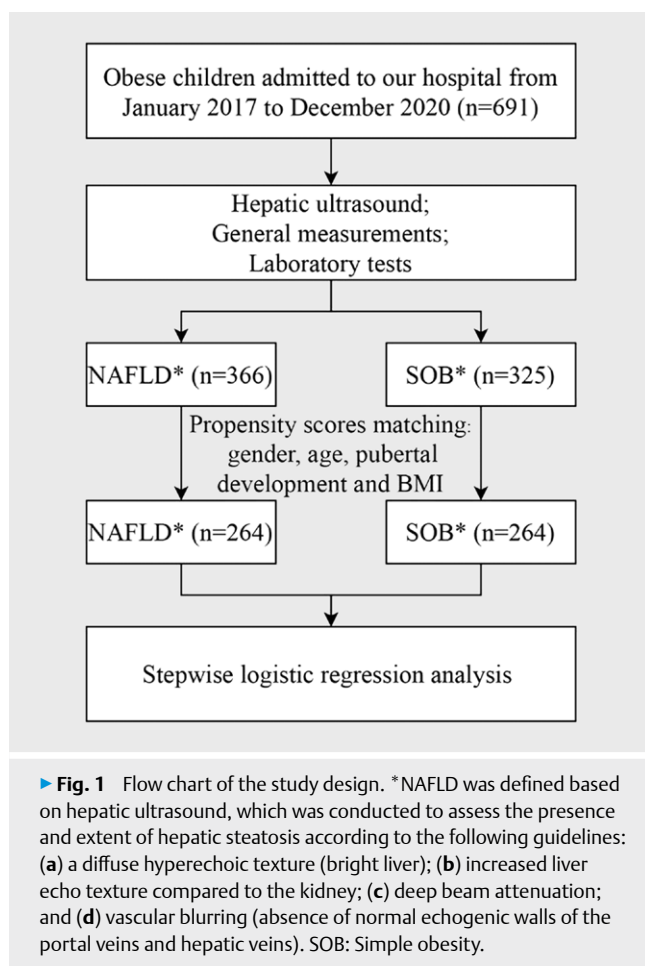 Obese children admitted to our hospital from
January 2017 to December 2020 (n=691)
Hepatic ultrasound;
General measurements;
Laboratory tests
NAFLD* (n=366)
SOB* (n=325)
Propensity scores matching:
gender, age, pubertal
development and BMI
NAFLD* (n=264)
SOB* (n=264)
Stepwise logistic regression analysis
▶ Fig. 1 Flow chart of the study design. *NAFLD was defined based
on hepatic ultrasound, which was conducted to assess the presence
and extent of hepatic steatosis according to the following guidelines:
(a) a diffuse hyperechoic texture (bright liver); (b) increased liver
echo texture compared to the kidney; (c) deep beam attenuation;
and (d) vascular blurring (absence of normal echogenic walls of the
portal veins and hepatic veins). SOB: Simple obesity.